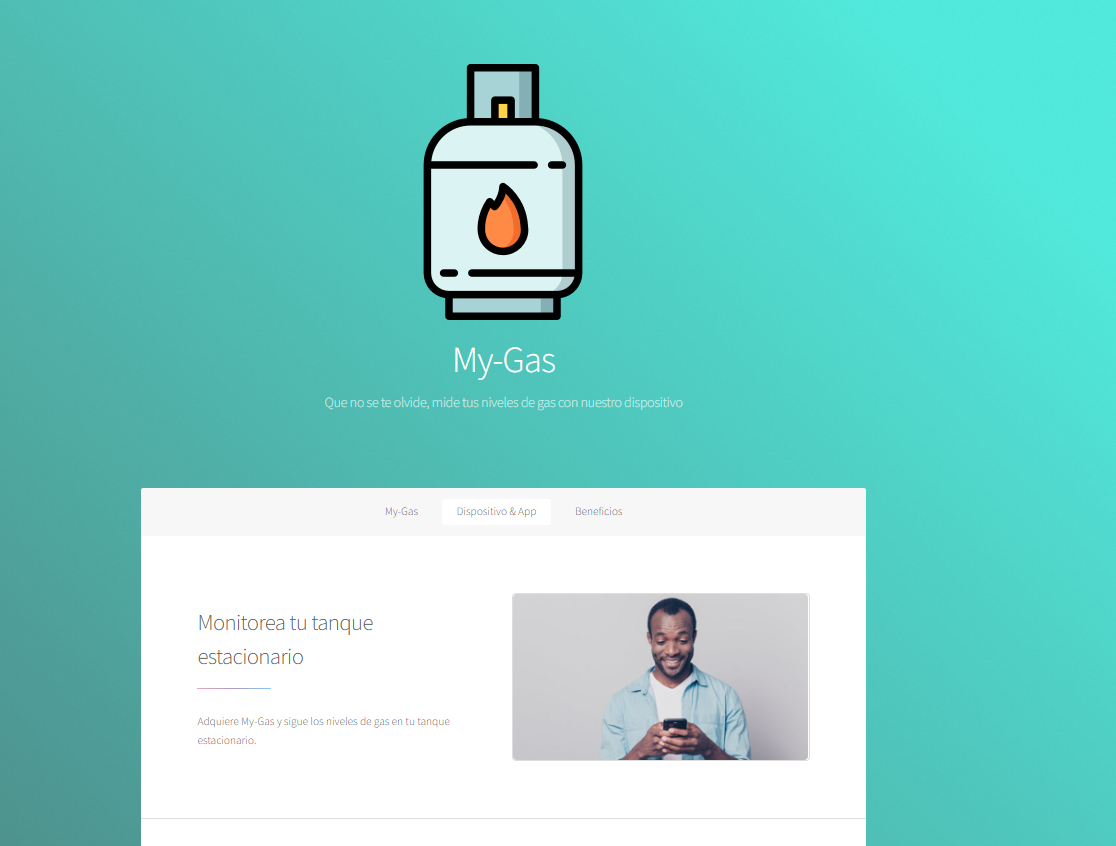 My-Gas
Que no se te olvide, mide tus niveles de gas con nuestro dispositivo
My-Gas
Dispositivo & App
Beneficios
Monitorea tu tanque
estacionario
Adquiere My-Gas y sigue los niveles de gas en tu tanque
estacionario.